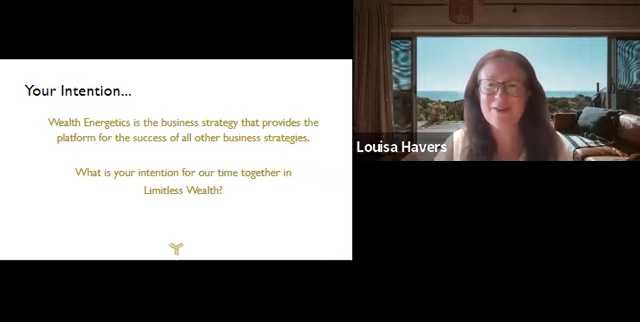 Your Intention...
Wealth Energetics is the business strategy that provides the
platform for the success of all other business strategies.
What is your intention for our time together in
Limitless Wealth?
Louisa Havers